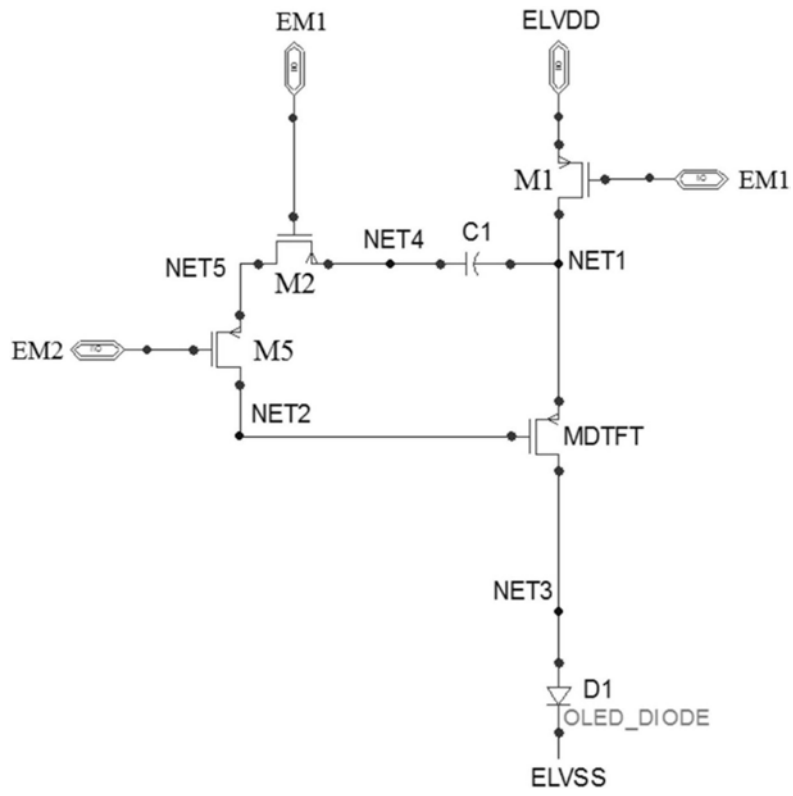 EM1
ELVDD
M1
EM1
NET4
C1
NET5
M2
NET1
EM2
M5
NET2
MDTFT
NET3
D1
OLED_DIODE
ELVSS